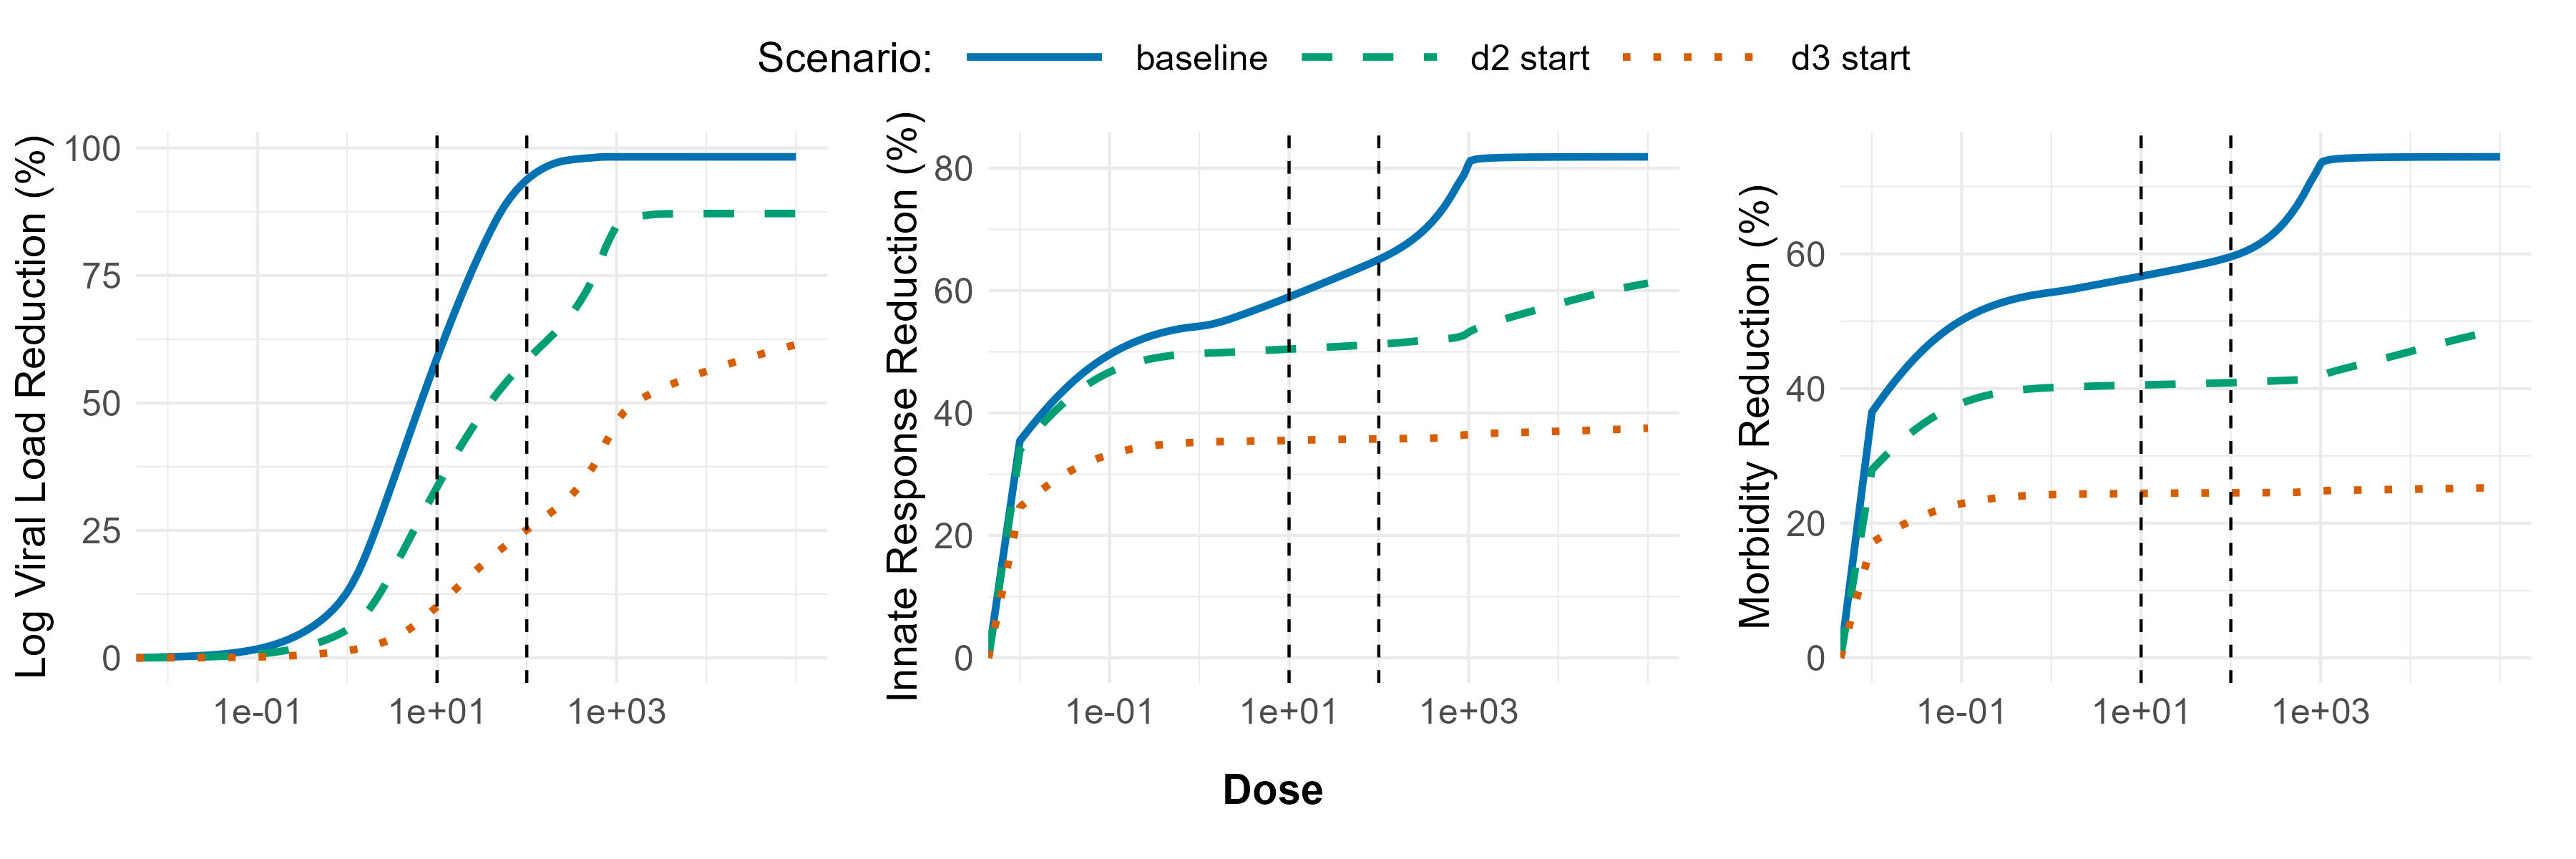 Scenario: baseline d2 start d3 start
Log Viral Load Reduction (%)
100
75
50
25
0
1e-01 1e+01 1e+03
Innate Response Reduction (%)
80
60
40
20
0
1e-01 1e+01 1e+03
Morbidity Reduction (%)
60
40
20
0
1e-01 1e+01 1e+03
Dose